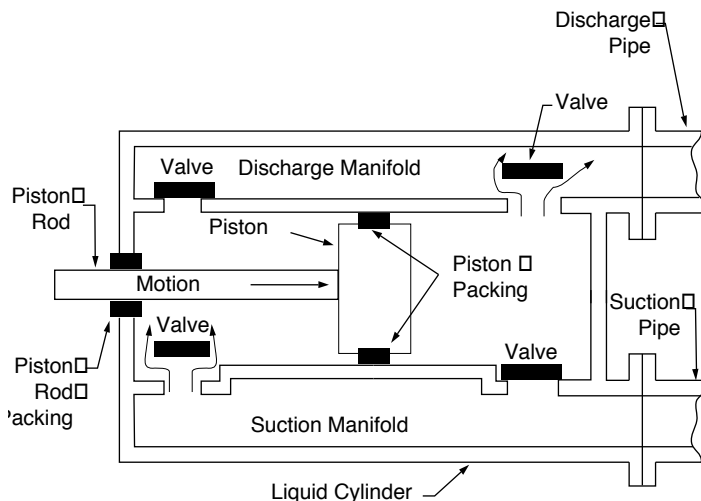 Discharge
Pipe
Valve
Valve
Discharge Manifold
Piston
Rod
Piston
Piston
Packing
Motion
Suction
Pipe
Valve
Valve
Piston
Rod
Packing
Suction Manifold
Liquid Cylinder